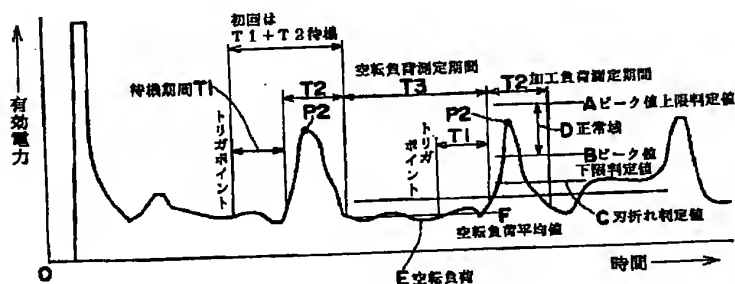 初回は
T1+T2待機
空転負荷測定期間
T2加工負荷測定期間
待機期間T1
T2
T3
P2
P2
Aピーク値上限判定値
D正常域
有効電力
トリガポイント
トリガポイント
T1
Bピーク値
下限判定値
C刃折れ判定値
F
空転負荷平均値
O
E空転負荷
時間